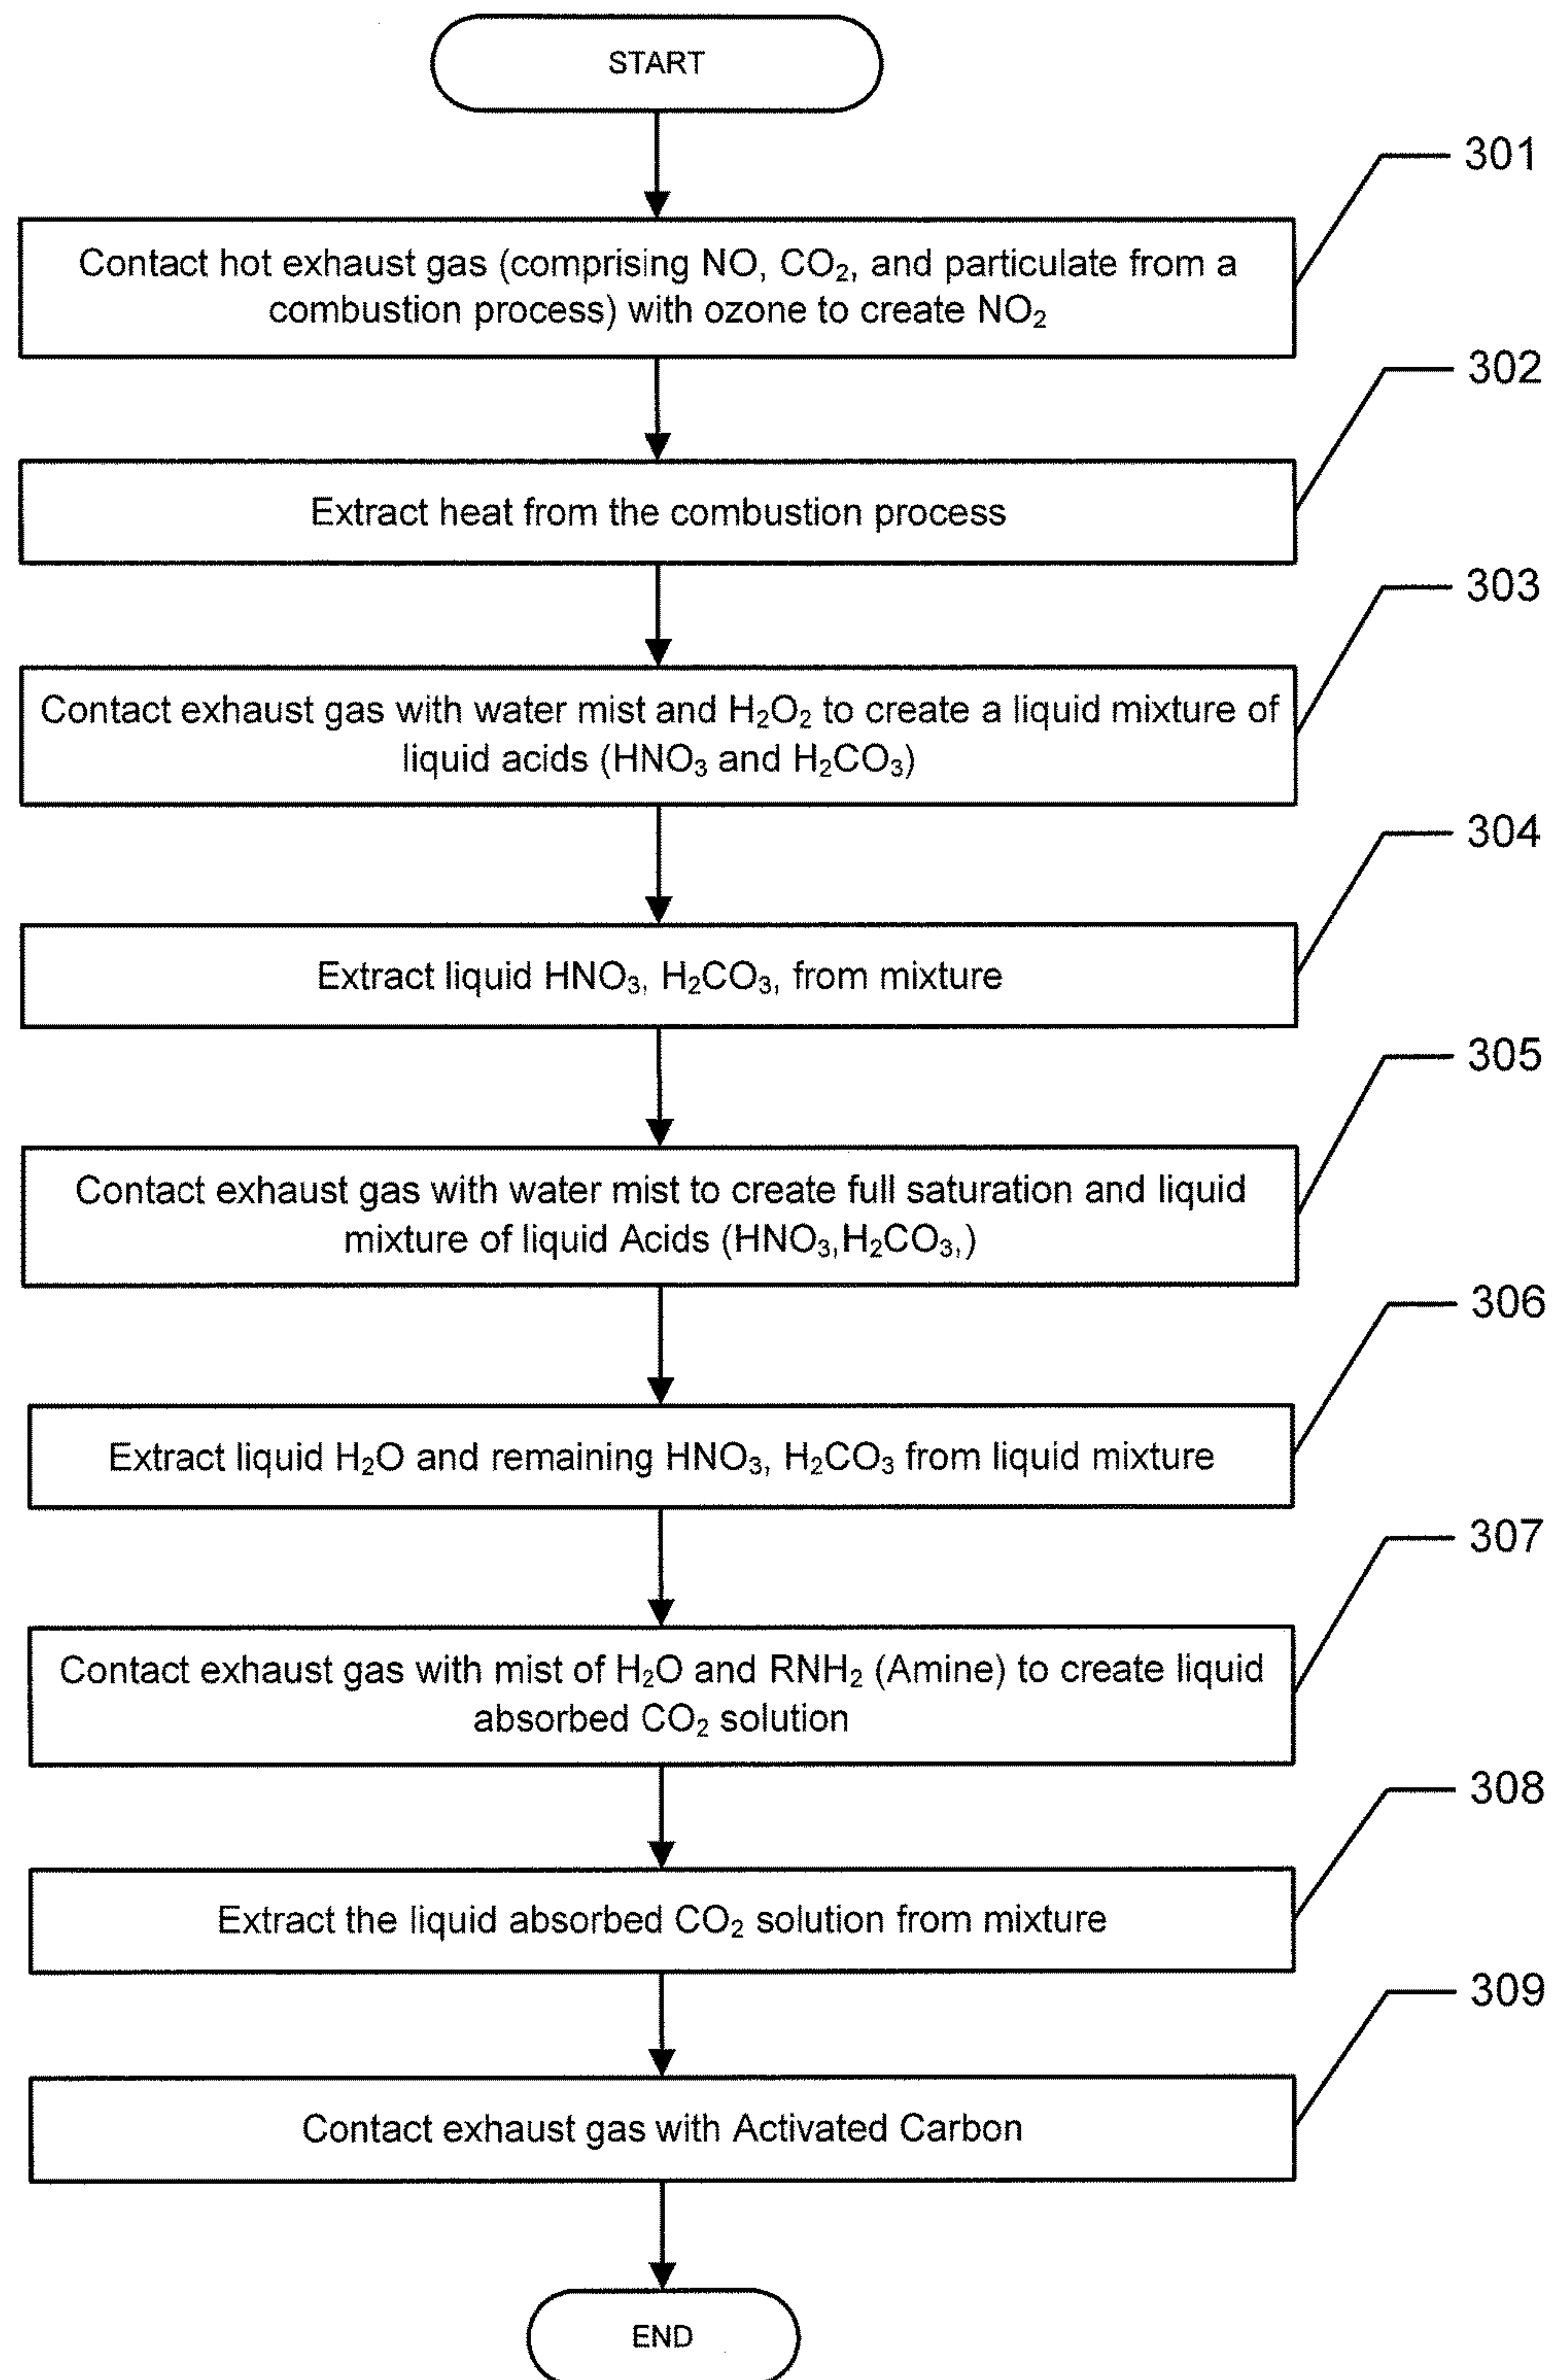 START
301
Contact hot exhaust gas (comprising NO, CO₂, and particulate from a
combustion process) with ozone to create NO₂
302
Extract heat from the combustion process
303
Contact exhaust gas with water mist and H₂O₂ to create a liquid mixture of
liquid acids (HNO₃ and H₂CO₃)
304
Extract liquid HNO₃, H₂CO₃, from mixture
305
Contact exhaust gas with water mist to create full saturation and liquid
mixture of liquid Acids (HNO₃,H₂CO₃,)
306
Extract liquid H₂O and remaining HNO₃, H₂CO₃ from liquid mixture
307
Contact exhaust gas with mist of H₂O and RNH₂ (Amine) to create liquid
absorbed CO₂ solution
308
Extract the liquid absorbed CO₂ solution from mixture
309
Contact exhaust gas with Activated Carbon
END